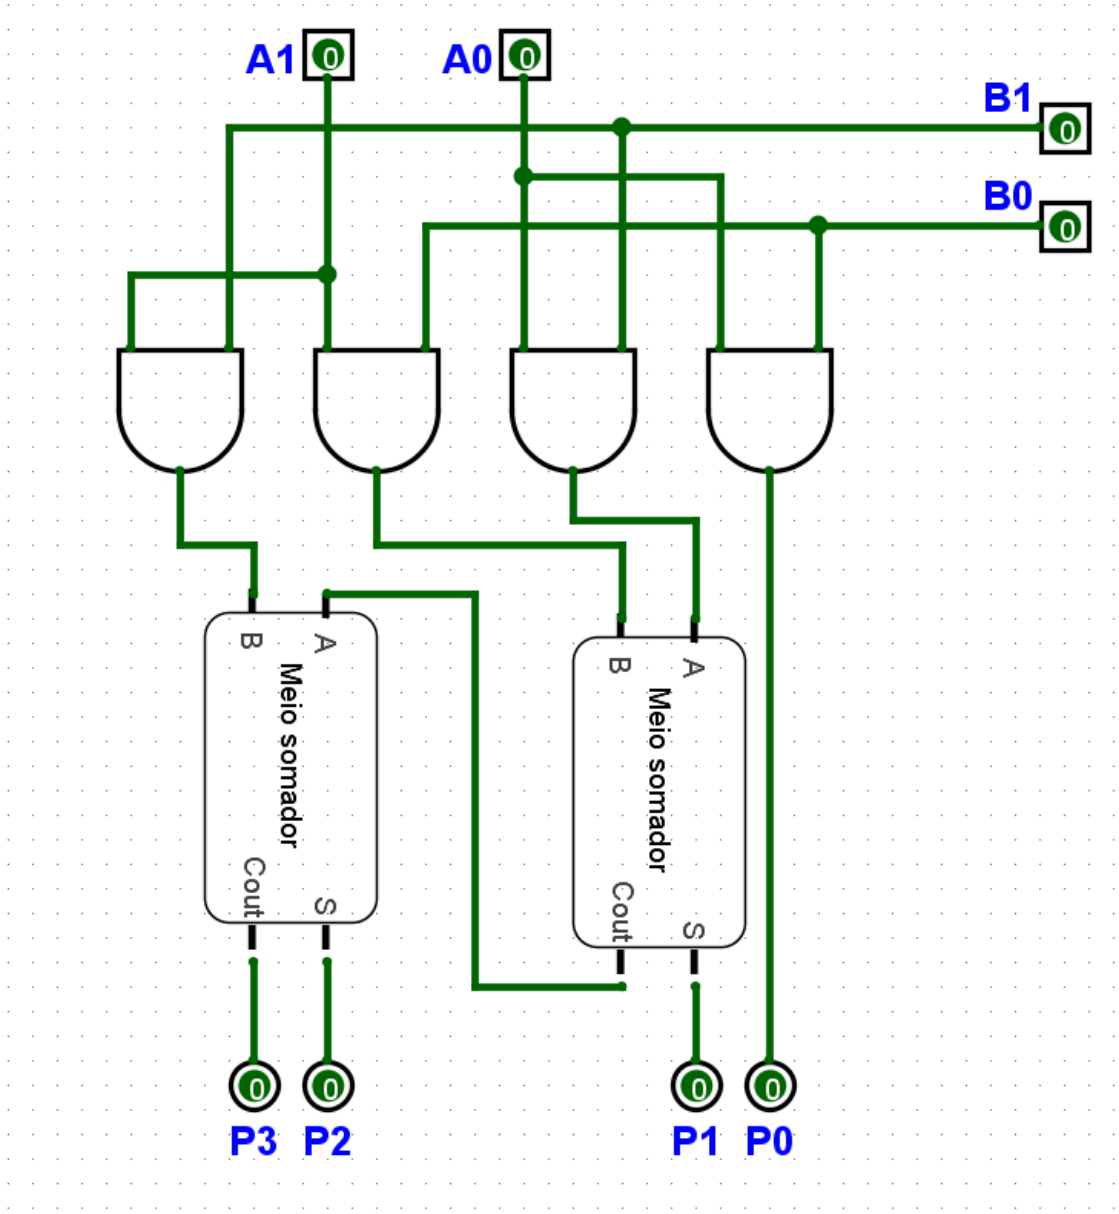 A1 0
A0 0
B1 0
B0 0
B A
Meio somador
Cout S
B A
Meio somador
Cout S
0 0 0 0
P3 P2 P1 P0